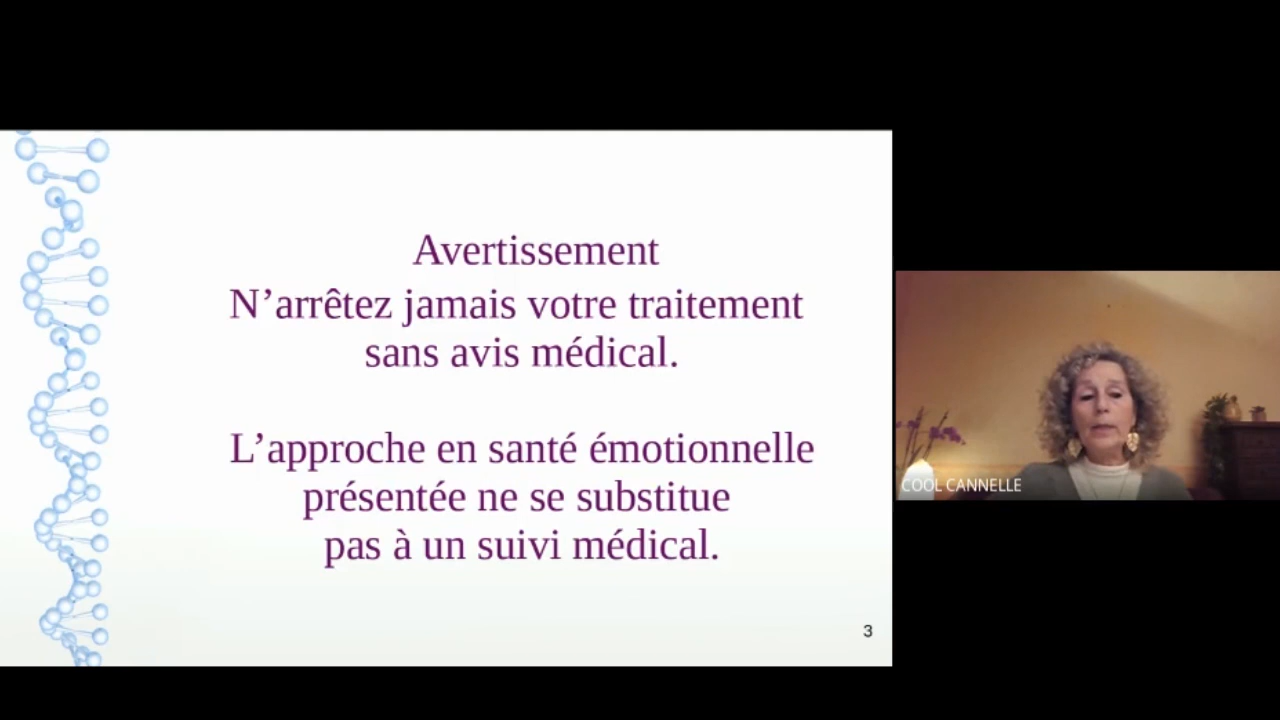 Avertissement
N’arrêtez jamais votre traitement
sans avis médical.
L’approche en santé émotionnelle
présentée ne se substitue
pas à un suivi médical.
3
COOL CANNELLE